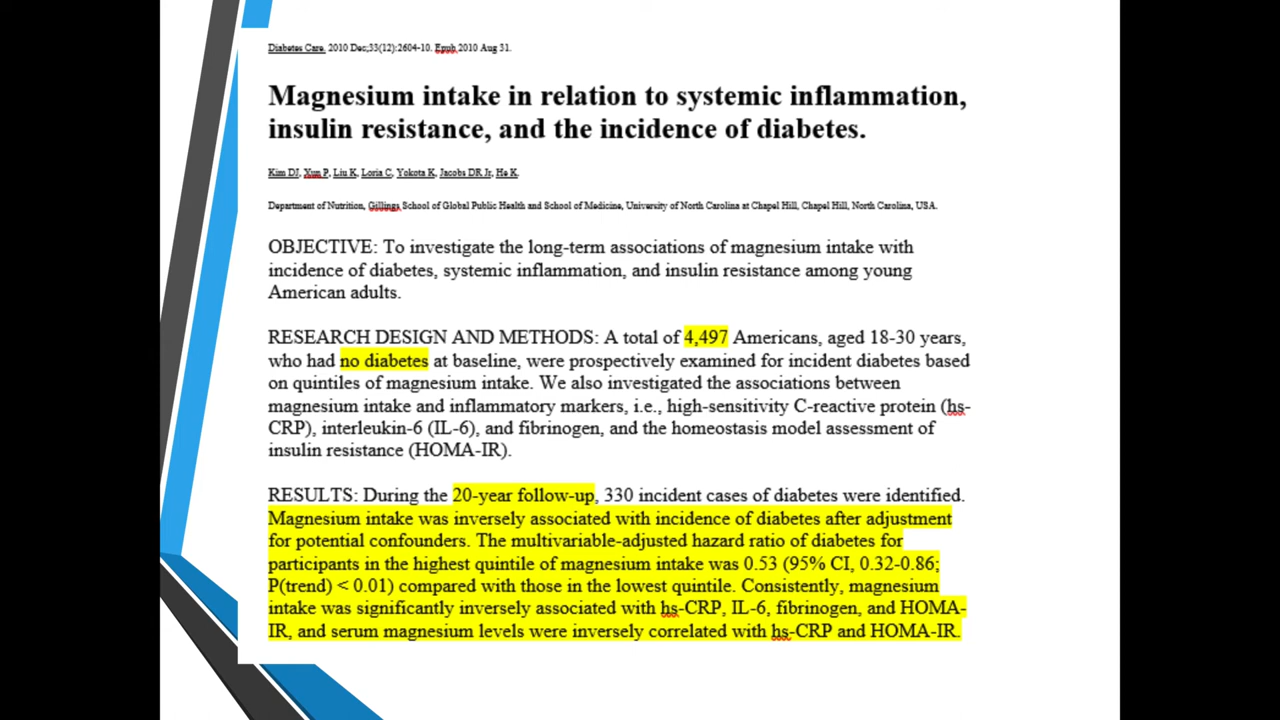 Diabetes Care. 2010 Dec;33(12):2604-10. Epub 2010 Aug 31.
Magnesium intake in relation to systemic inflammation,
insulin resistance, and the incidence of diabetes.
Kim DJ, Xun P, Liu K, Loria C, Yokota K, Jacobs DR Jr, He K.
Department of Nutrition, Gillings School of Global Public Health and School of Medicine, University of North Carolina at Chapel Hill, Chapel Hill, North Carolina, USA.
OBJECTIVE: To investigate the long-term associations of magnesium intake with
incidence of diabetes, systemic inflammation, and insulin resistance among young
American adults.
RESEARCH DESIGN AND METHODS: A total of 4,497 Americans, aged 18-30 years,
who had no diabetes at baseline, were prospectively examined for incident diabetes based
on quintiles of magnesium intake. We also investigated the associations between
magnesium intake and inflammatory markers, i.e., high-sensitivity C-reactive protein (hs-
CRP), interleukin-6 (IL-6), and fibrinogen, and the homeostasis model assessment of
insulin resistance (HOMA-IR).
RESULTS: During the 20-year follow-up, 330 incident cases of diabetes were identified.
Magnesium intake was inversely associated with incidence of diabetes after adjustment
for potential confounders. The multivariable-adjusted hazard ratio of diabetes for
participants in the highest quintile of magnesium intake was 0.53 (95% CI, 0.32-0.86;
P(trend) < 0.01) compared with those in the lowest quintile. Consistently, magnesium
intake was significantly inversely associated with hs-CRP, IL-6, fibrinogen, and HOMA-
IR, and serum magnesium levels were inversely correlated with hs-CRP and HOMA-IR.